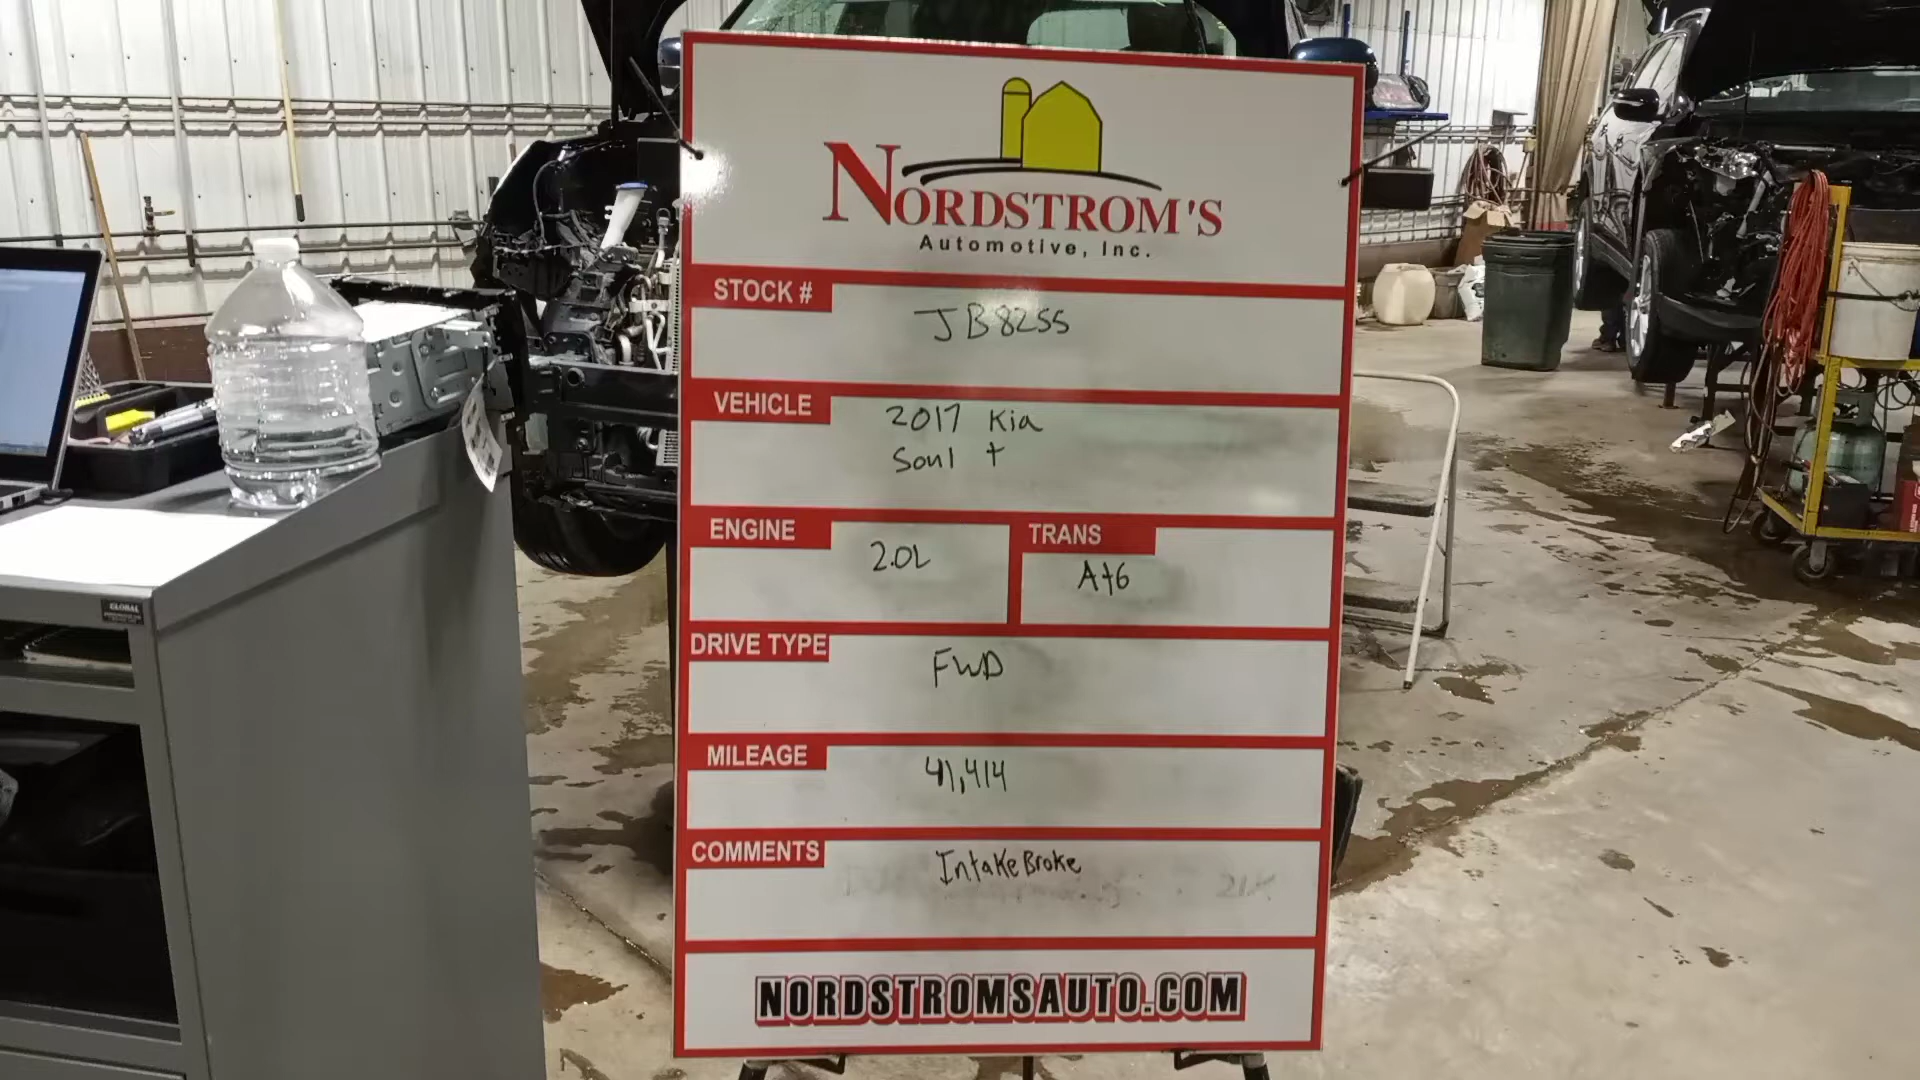 NORDSTROM'S
Automotive, Inc.
STOCK #
JB8255
VEHICLE
2017 Kia
Soul +
ENGINE
2.0L
TRANS
At6
DRIVE TYPE
FWD
MILEAGE
41,414
COMMENTS
Intake Broke
NORDSTROMSAUTO.COM
GLOBAL